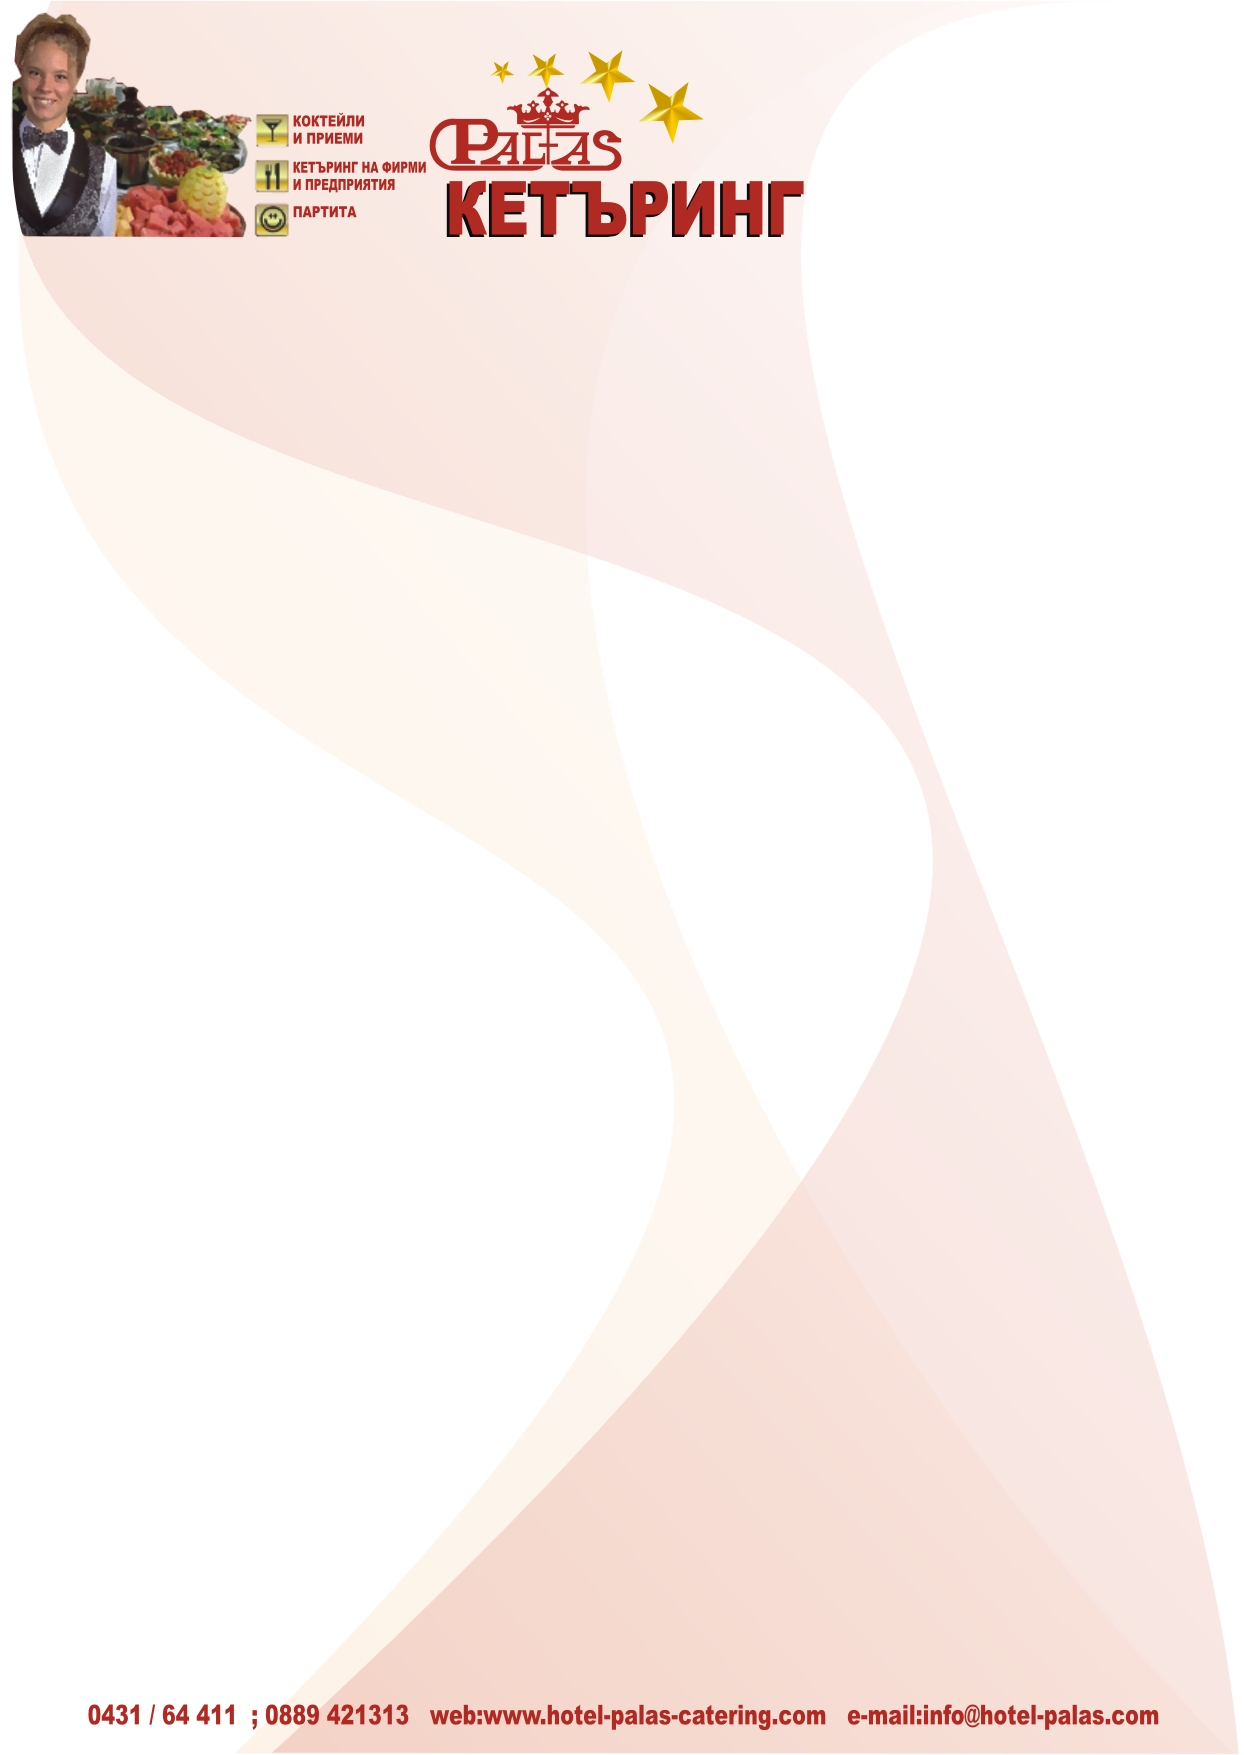 КОКТЕЙЛИ
И ПРИЕМИ
КЕТЪРИНГ НА ФИРМИ
И ПРЕДПРИЯТИЯ
ПАРТИТА
PALAS
КЕТЪРИНГ
0431 / 64 411 ; 0889 421313 web:www.hotel-palas-catering.com e-mail:info@hotel-palas.com